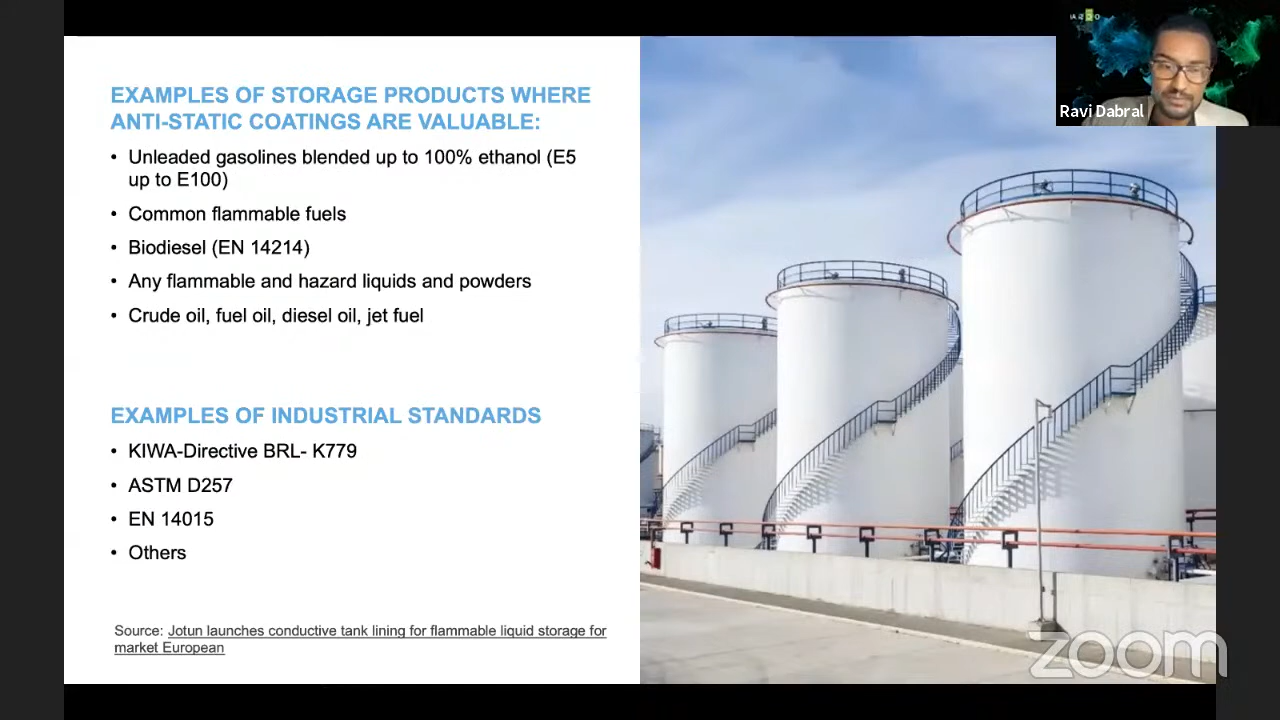 EXAMPLES OF STORAGE PRODUCTS WHERE
ANTI-STATIC COATINGS ARE VALUABLE:
• Unleaded gasolines blended up to 100% ethanol (E5
up to E100)
• Common flammable fuels
• Biodiesel (EN 14214)
• Any flammable and hazard liquids and powders
• Crude oil, fuel oil, diesel oil, jet fuel
EXAMPLES OF INDUSTRIAL STANDARDS
• KIWA-Directive BRL- K779
• ASTM D257
• EN 14015
• Others
Source: Jotun launches conductive tank lining for flammable liquid storage for
market European
Ravi Dabral
zoom